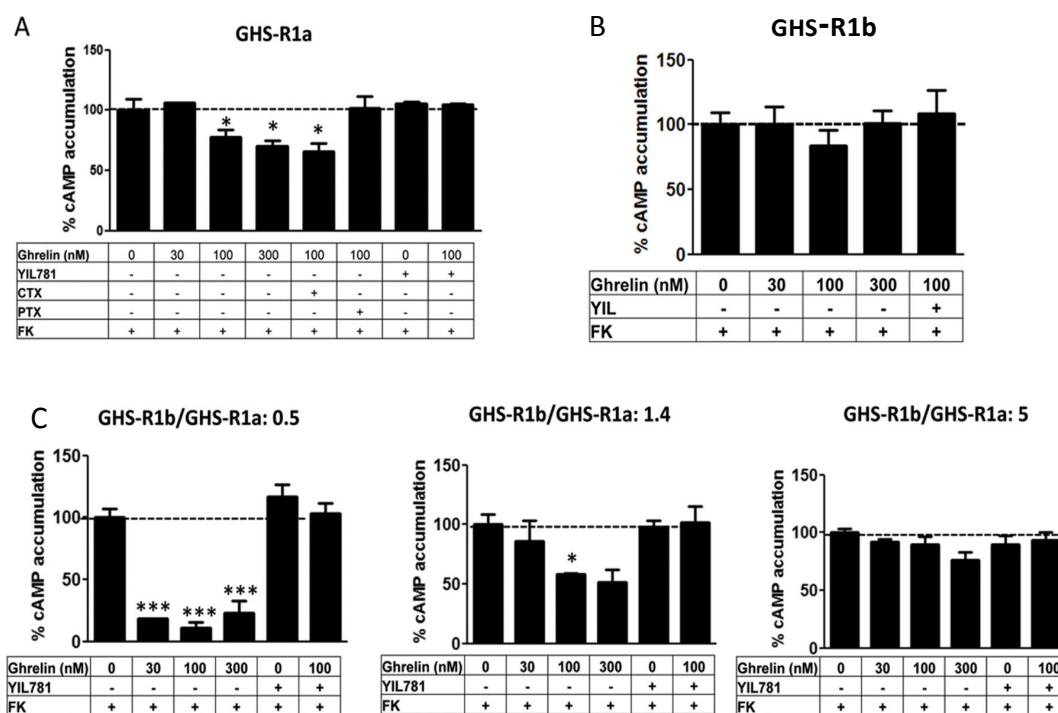 A
GHS-R1a
% cAMP accumulation
150
100
50
0
* * *
Ghrelin (nM) 0 30 100 300 100 100 0 100
YIL781 - - - - - - + +
CTX - - - - + - - -
PTX - - - - - + - -
FK + + + + + + + +
B
GHS-R1b
% cAMP accumulation
150
100
50
0
Ghrelin (nM) 0 30 100 300 100
YIL - - - - +
FK + + + + +
C
GHS-R1b/GHS-R1a: 0.5
% cAMP accumulation
150
100
50
0
*** *** ***
Ghrelin (nM) 0 30 100 300 0 100
YIL781 - - - - + +
FK + + + + + +
GHS-R1b/GHS-R1a: 1.4
% cAMP accumulation
150
100
50
0
*
Ghrelin (nM) 0 30 100 300 0 100
YIL781 - - - - + +
FK + + + + + +
GHS-R1b/GHS-R1a: 5
% cAMP accumulation
150
100
50
0
Ghrelin (nM) 0 30 100 300 0 100
YIL781 - - - - + +
FK + + + + + +